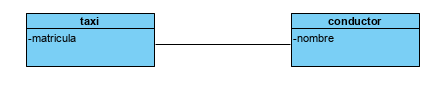 taxi
-matricula
conductor
-nombre